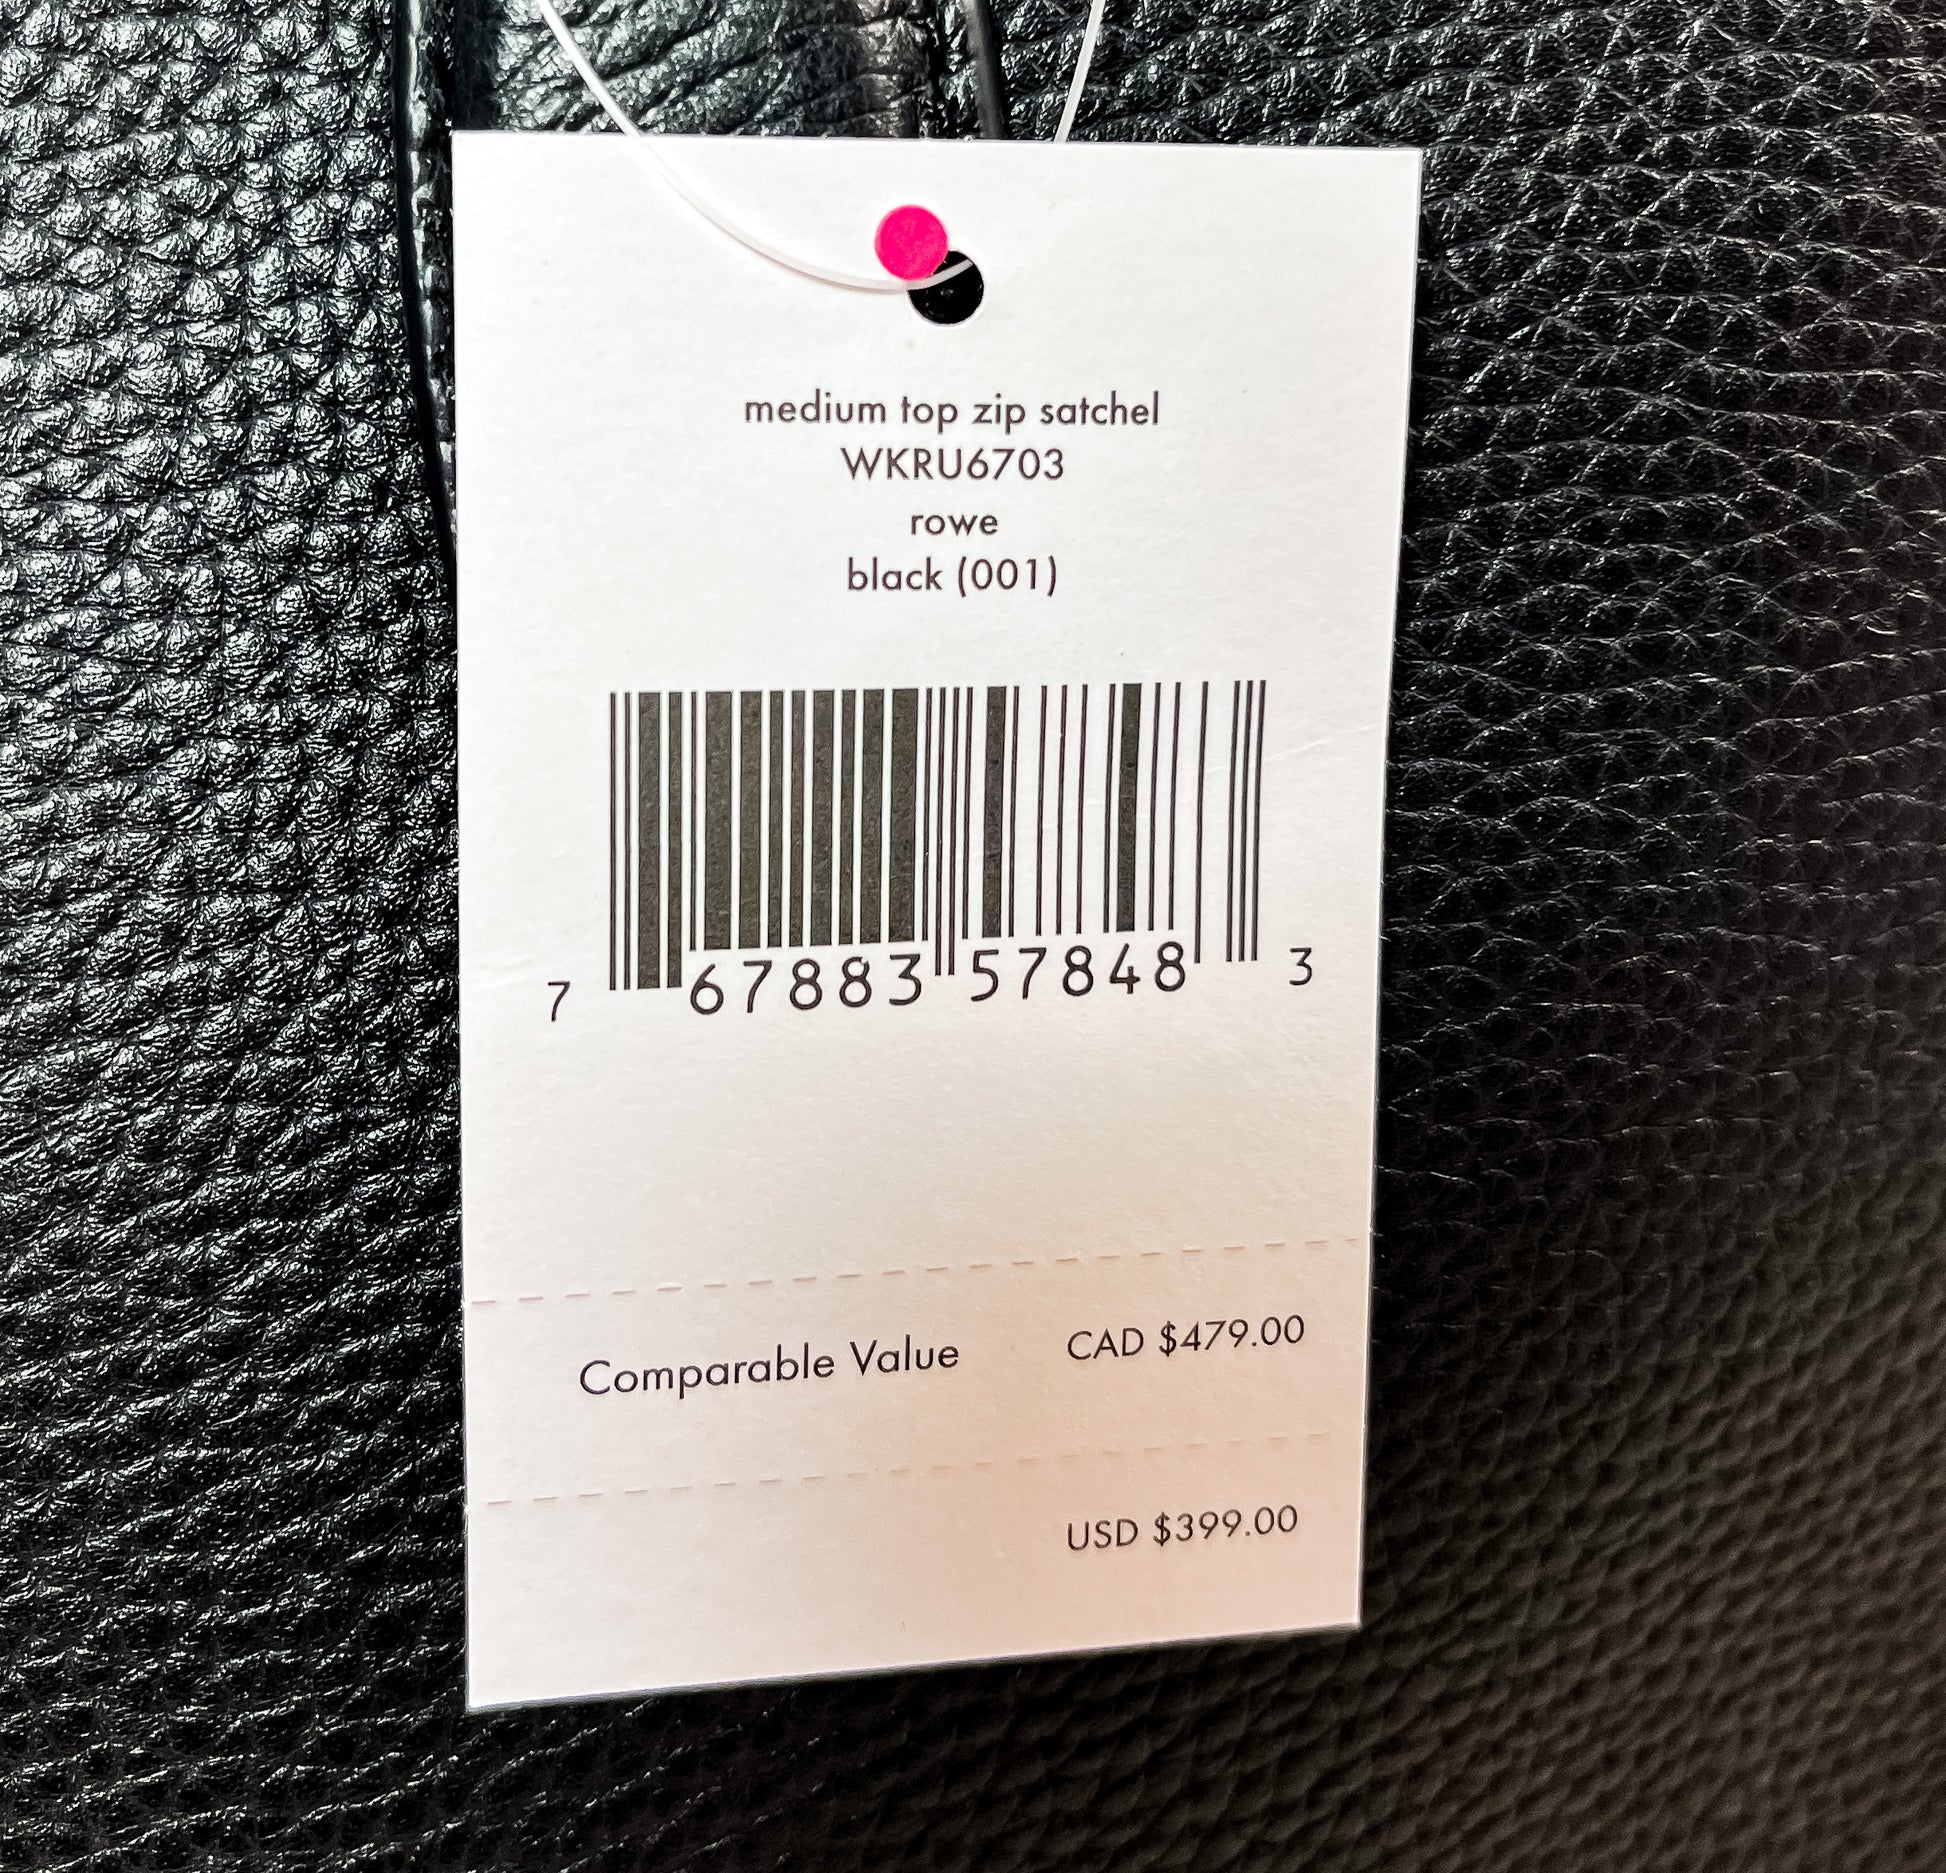 medium top zip satchel
WKRU6703
rowe
black (001)
7 67883 57848 3
Comparable Value CAD $479.00
USD $399.00